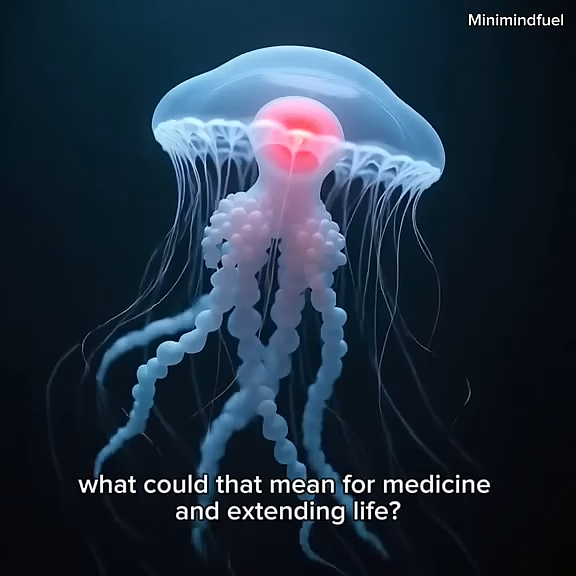 Minimindfuel
what could that mean for medicine
and extending life?